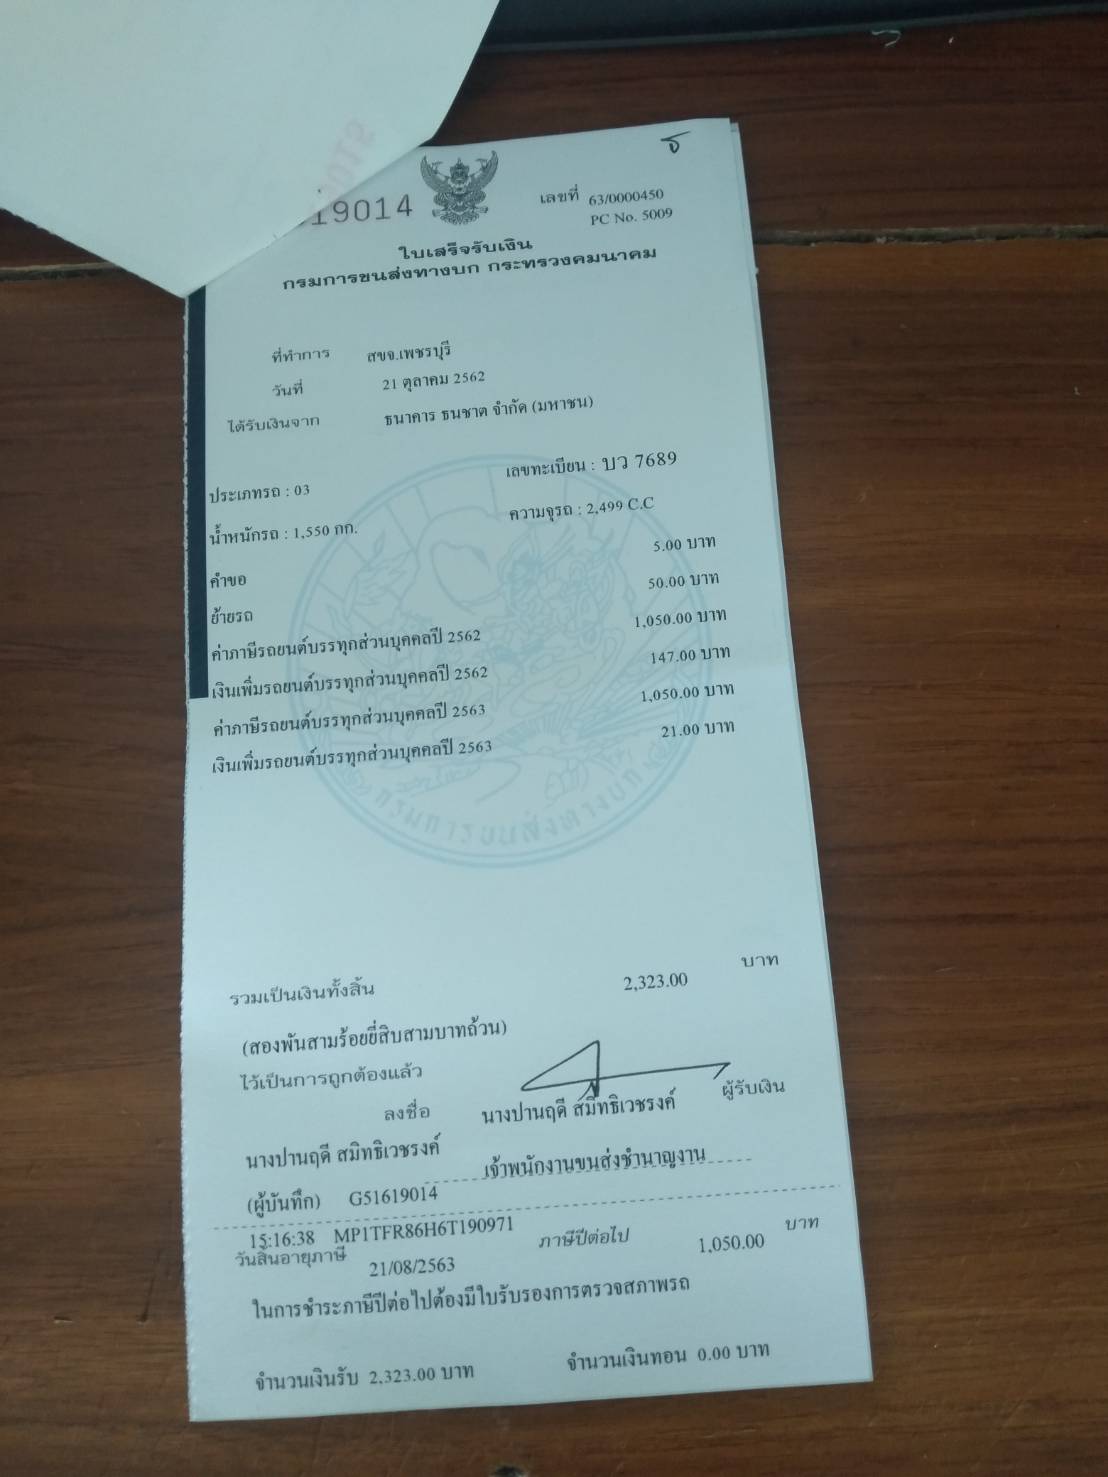 19014
เลขที่ 63/0000450
PC No. 5009
ใบเสร็จรับเงิน
กรมการขนส่งทางบก กระทรวงคมนาคม
ที่ทำการ สขจ.เพชรบุรี
วันที่ 21 ตุลาคม 2562
ได้รับเงินจาก ธนาคาร ธนชาต จำกัด (มหาชน)
ประเภทรถ : 03 เลขทะเบียน : บว 7689
น้ำหนักรถ : 1,550 กก. ความจุรถ : 2,499 C.C
คำขอ 5.00 บาท
ย้ายรถ 50.00 บาท
ค่าภาษีรถยนต์บรรทุกส่วนบุคคลปี 2562 1,050.00 บาท
เงินเพิ่มรถยนต์บรรทุกส่วนบุคคลปี 2562 147.00 บาท
ค่าภาษีรถยนต์บรรทุกส่วนบุคคลปี 2563 1,050.00 บาท
เงินเพิ่มรถยนต์บรรทุกส่วนบุคคลปี 2563 21.00 บาท
กรมการขนส่งทางบก
รวมเป็นเงินทั้งสิ้น 2,323.00 บาท
(สองพันสามร้อยยี่สิบสามบาทถ้วน)
ไว้เป็นการถูกต้องแล้ว
ลงชื่อ นางปานฤดี สมิทธิเวชรงค์ ผู้รับเงิน
นางปานฤดี สมิทธิเวชรงค์ เจ้าพนักงานขนส่งชำนาญงาน
(ผู้บันทึก) G51619014
15:16:38 MP1TFR86H6T190971
วันสิ้นอายุภาษี 21/08/2563 ภาษีปีต่อไป 1,050.00 บาท
ในการชำระภาษีปีต่อไปต้องมีใบรับรองการตรวจสภาพรถ
จำนวนเงินรับ 2,323.00 บาท จำนวนเงินทอน 0.00 บาท